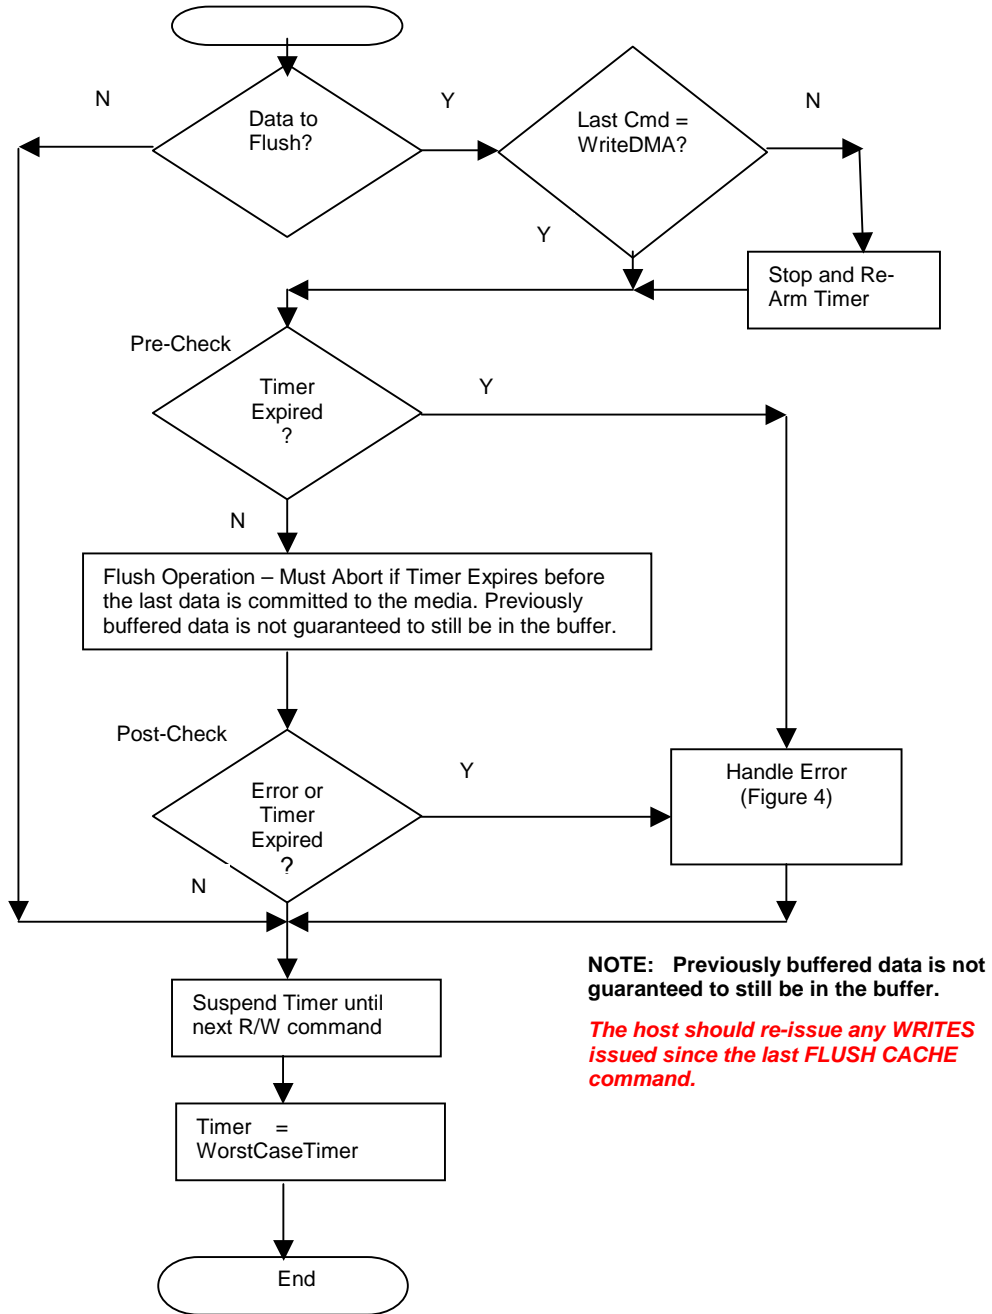 N
Data to
Flush?
Y
Last Cmd =
WriteDMA?
N
Y
Stop and Re-
Arm Timer
Pre-Check
Timer
Expired
?
Y
N
Flush Operation – Must Abort if Timer Expires before
the last data is committed to the media. Previously
buffered data is not guaranteed to still be in the buffer.
Post-Check
Error or
Timer
Expired
?
Y
Handle Error
(Figure 4)
N
NOTE: Previously buffered data is not
guaranteed to still be in the buffer.
The host should re-issue any WRITES
issued since the last FLUSH CACHE
command.
Suspend Timer until
next R/W command
Timer =
WorstCaseTimer
End